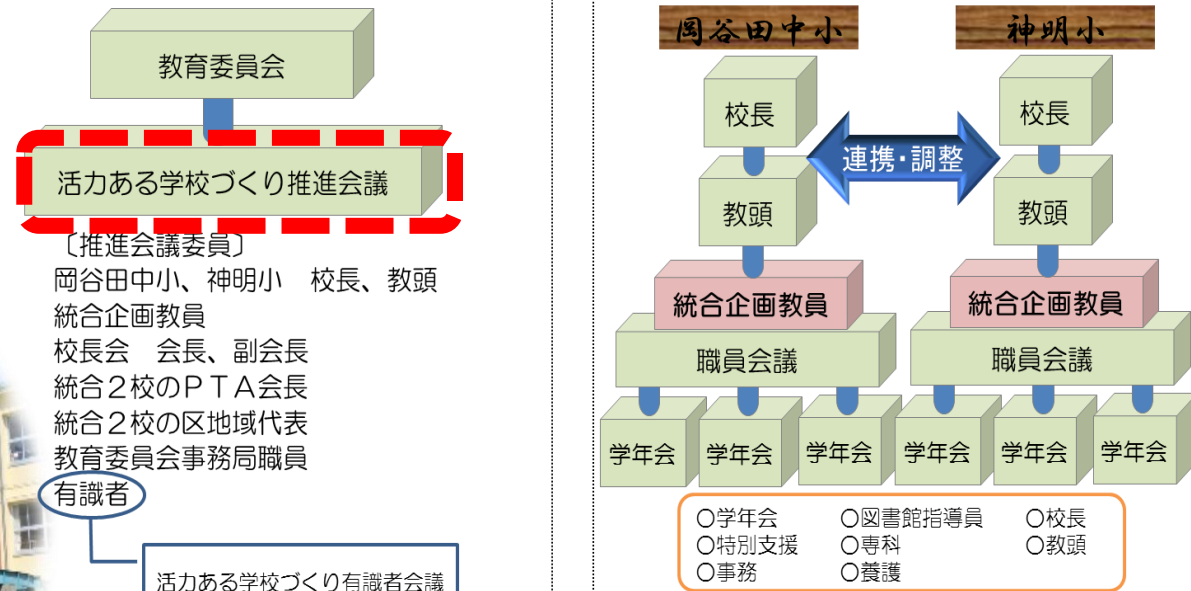 教育委員会
活力ある学校づくり推進会議
〔推進会議委員〕
岡谷田中小、神明小　校長、教頭
統合企画教員
校長会　会長、副会長
統合２校のＰＴＡ会長
統合２校の区地域代表
教育委員会事務局職員
有識者
活力ある学校づくり有識者会議
岡谷田中小
神明小
校長
校長
連携・調整
教頭
教頭
統合企画教員
統合企画教員
職員会議
職員会議
学年会
学年会
学年会
学年会
学年会
学年会
〇学年会　〇図書館指導員　〇校長
〇特別支援　〇専科　〇教頭
〇事務　〇養護